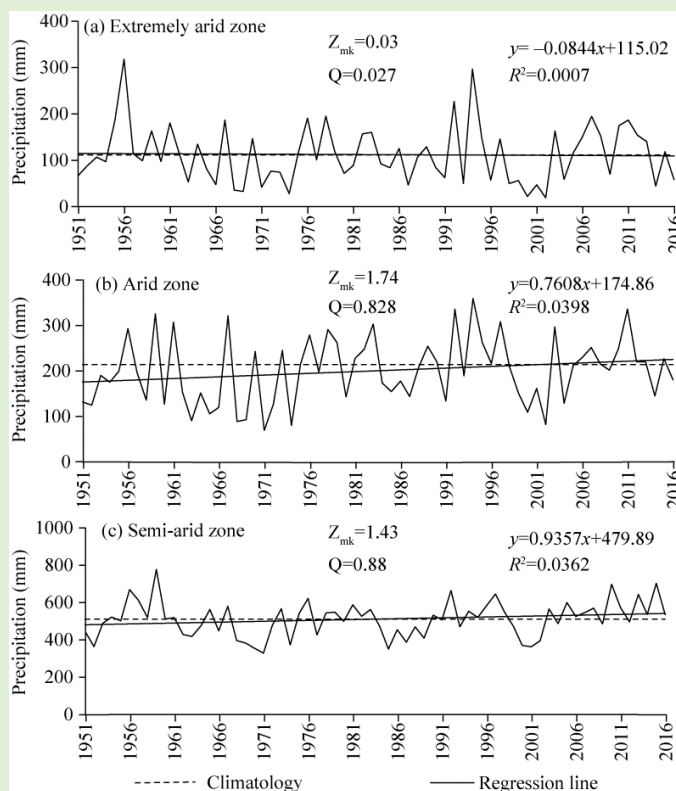 (a) Extremely arid zone
Z_mk=0.03
y= –0.0844x+115.02
Q=0.027
R²=0.0007
Precipitation (mm)
400
300
200
100
0
1951 1956 1961 1966 1971 1976 1981 1986 1991 1996 2001 2006 2011 2016
(b) Arid zone
Z_mk=1.74
y=0.7608x+174.86
Q=0.828
R²=0.0398
Precipitation (mm)
400
300
200
100
0
1951 1956 1961 1966 1971 1976 1981 1986 1991 1996 2001 2006 2011 2016
(c) Semi-arid zone
Z_mk=1.43
y=0.9357x+479.89
Q=0.88
R²=0.0362
Precipitation (mm)
1000
800
600
400
200
0
1951 1956 1961 1966 1971 1976 1981 1986 1991 1996 2001 2006 2011 2016
Climatology
Regression line